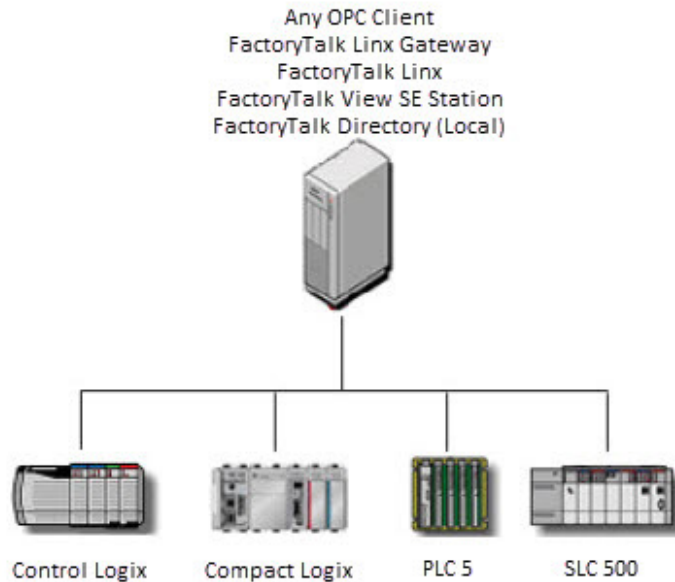 Any OPC Client
FactoryTalk Linx Gateway
FactoryTalk Linx
FactoryTalk View SE Station
FactoryTalk Directory (Local)
Control Logix
Compact Logix
PLC 5
SLC 500